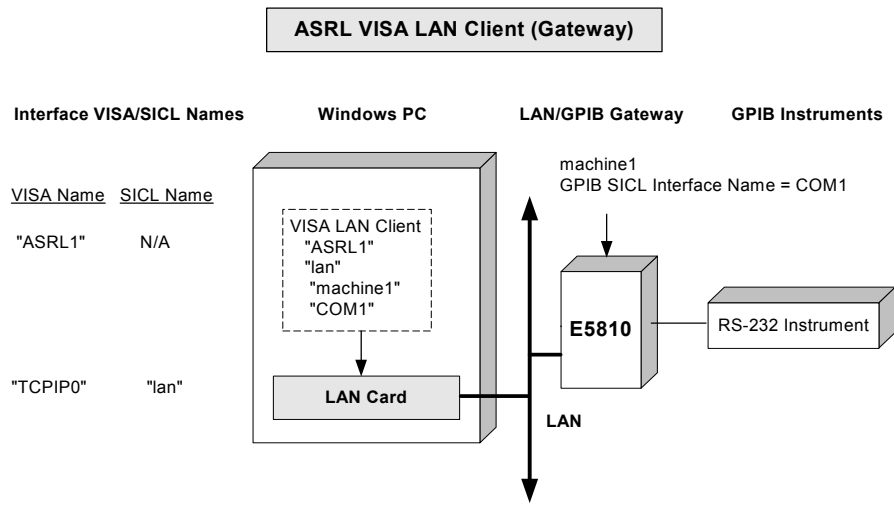 ASRL VISA LAN Client (Gateway)
Interface VISA/SICL Names
Windows PC
LAN/GPIB Gateway
GPIB Instruments
machine1
GPIB SICL Interface Name = COM1
VISA Name SICL Name
"ASRL1" N/A
VISA LAN Client
"ASRL1"
"lan"
"machine1"
"COM1"
E5810
RS-232 Instrument
"TCPIP0" "lan"
LAN Card
LAN